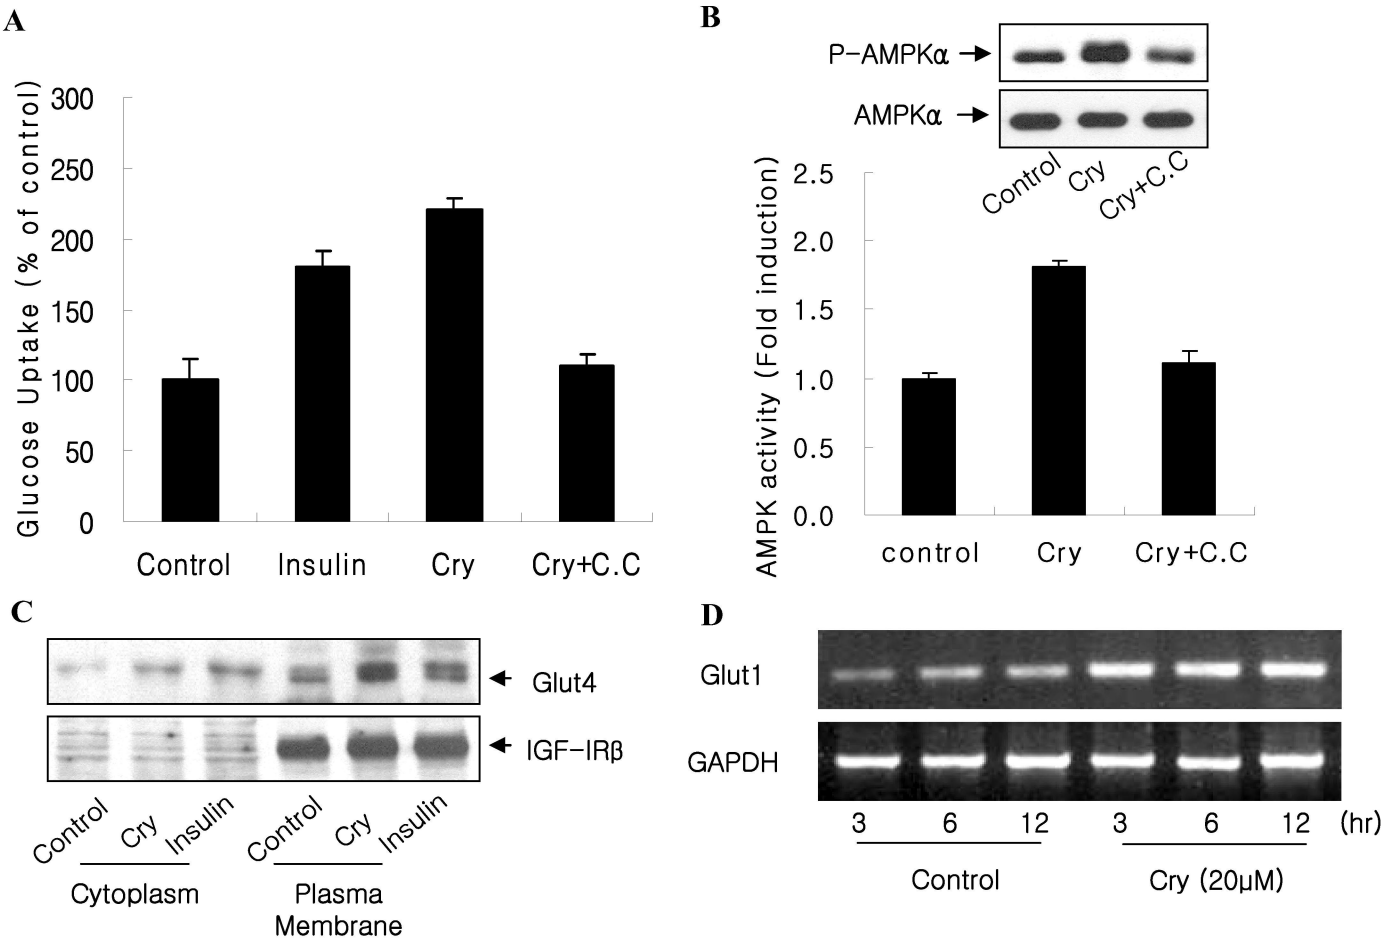 A
Glucose Uptake (% of control)
300
250
200
150
100
50
0
Control Insulin Cry Cry+C.C
B
P-AMPKα
AMPKα
Control Cry Cry+C.C
AMPK activity (Fold induction)
2.5
2.0
1.5
1.0
0.5
0.0
control Cry Cry+C.C
C
Glut4
IGF-IRβ
Control Cry Insulin Control Cry Insulin
Cytoplasm
Plasma
Membrane
D
Glut1
GAPDH
3 6 12 3 6 12 (hr)
Control Cry (20µM)